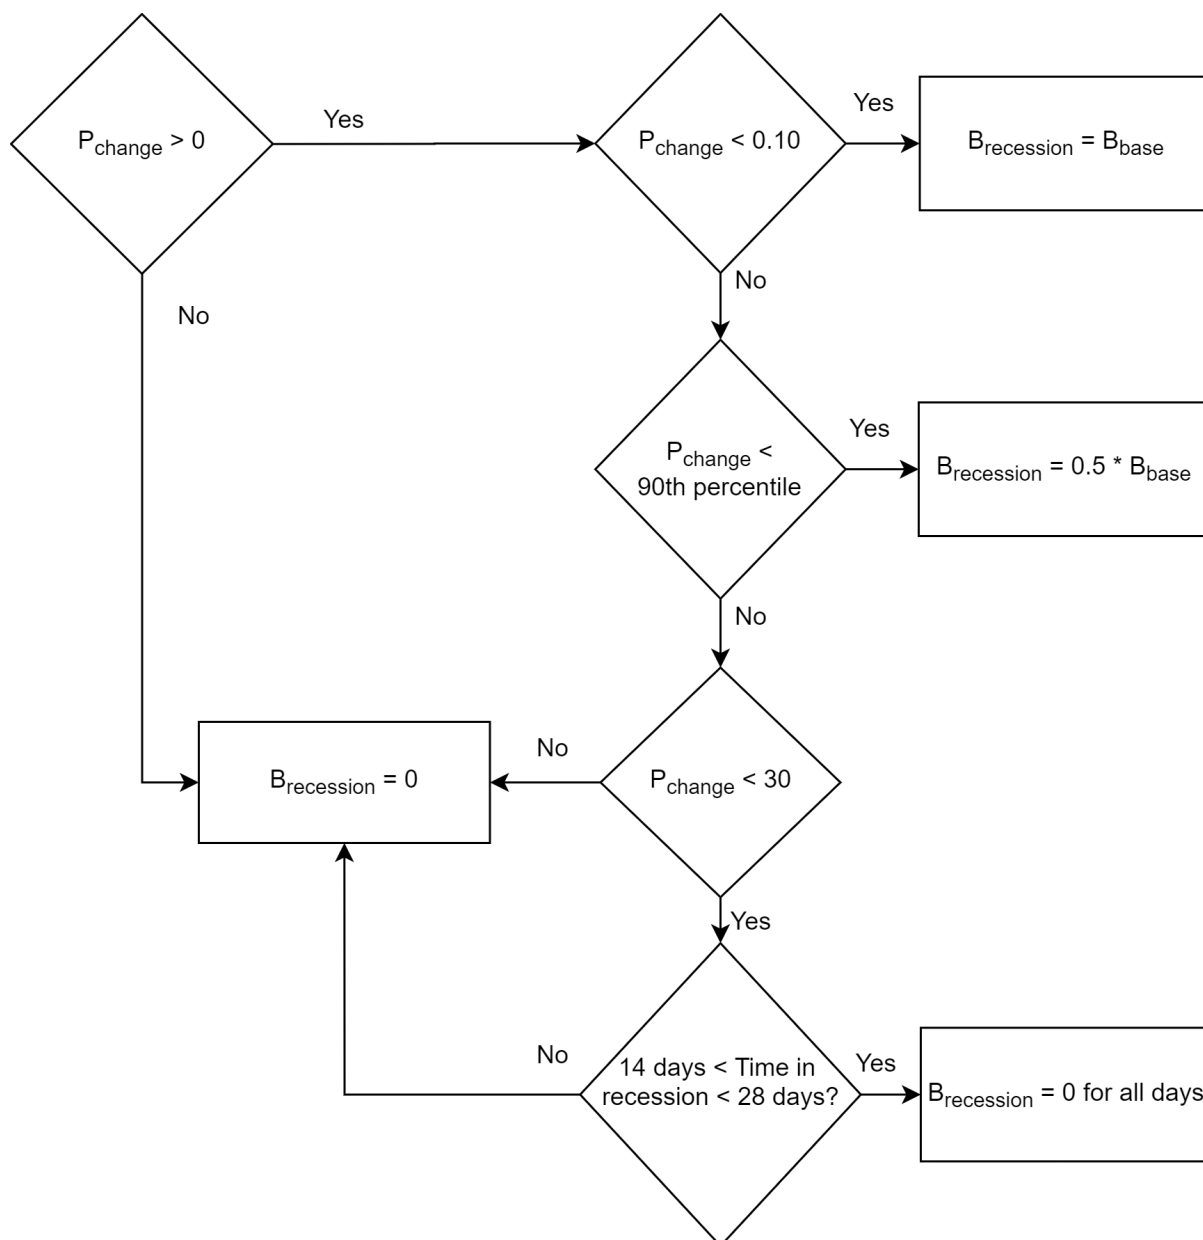 P_change > 0
Yes
P_change < 0.10
Yes
B_recession = B_base
No
No
P_change <
90th percentile
Yes
B_recession = 0.5 * B_base
No
B_recession = 0
No
P_change < 30
Yes
No
14 days < Time in
recession < 28 days?
Yes
B_recession = 0 for all days